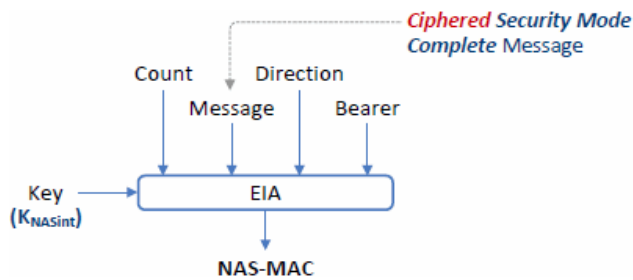 Ciphered Security Mode
Complete Message
Count Direction
Message Bearer
Key
(KNASint)
EIA
NAS-MAC